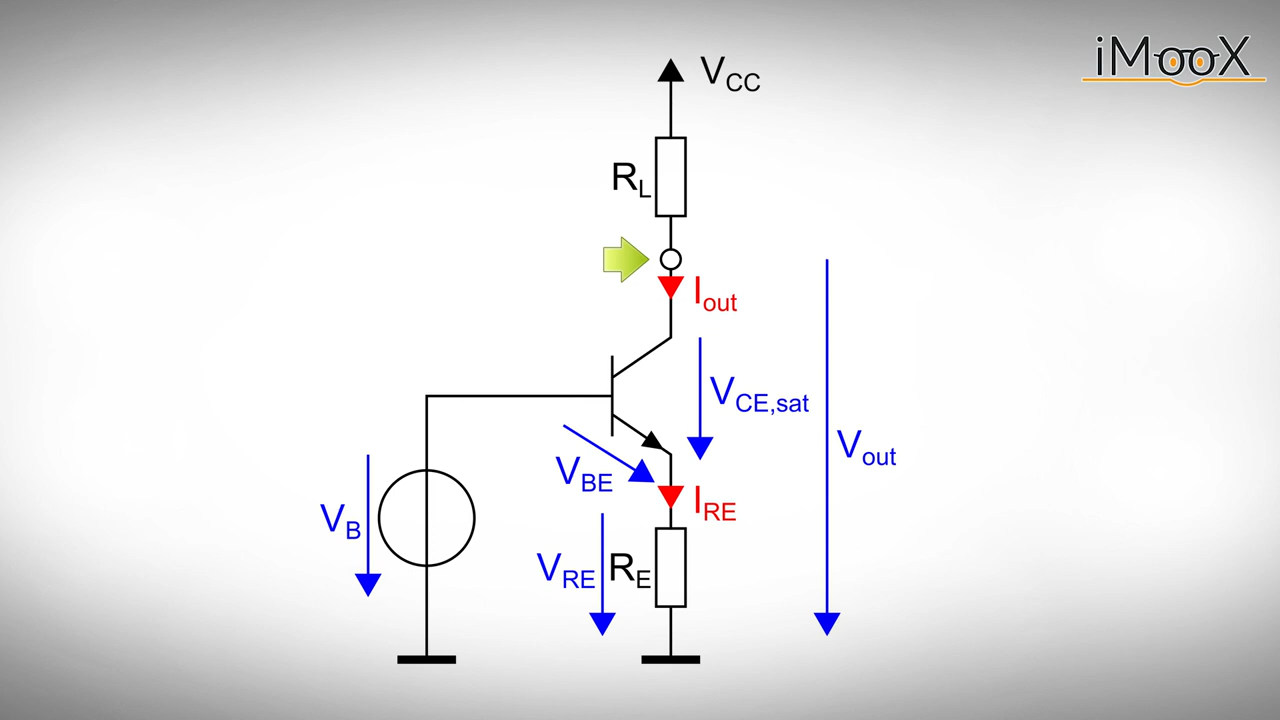 iMooX
VCC
RL
Iout
VCE,sat
Vout
VBE
IRE
VB
VRE
RE